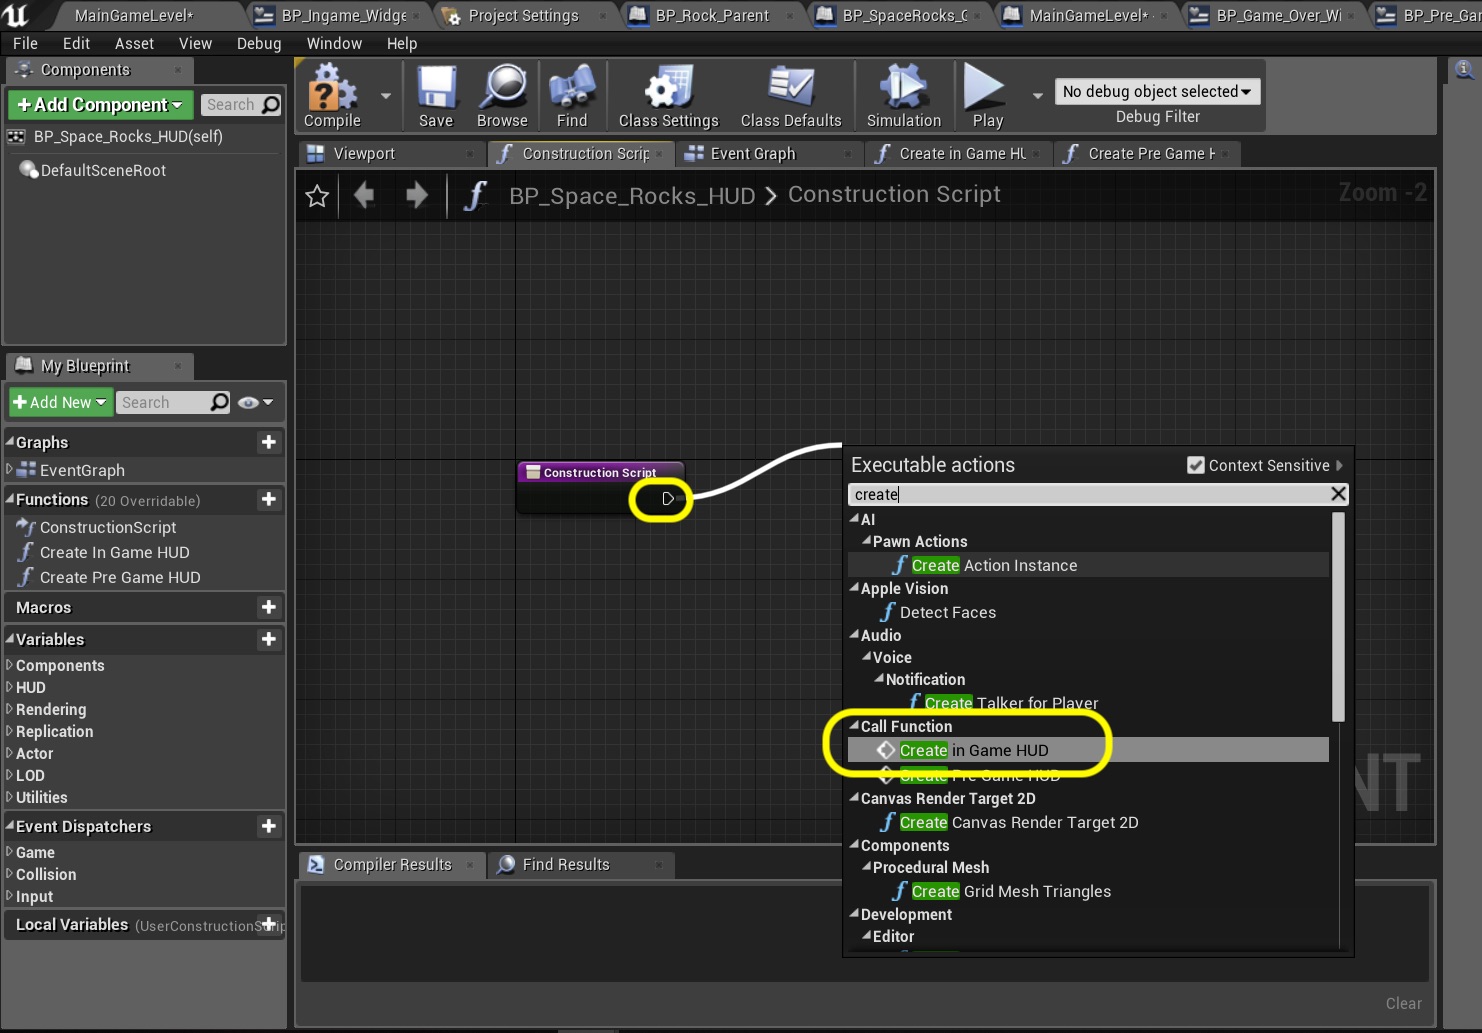 MainGameLevel*
BP_Ingame_Widge
Project Settings
BP_Rock_Parent
BP_SpaceRocks_G
MainGameLevel*
BP_Game_Over_Wi
BP_Pre_Gar
File Edit Asset View Debug Window Help
Components
Add Component
Search
BP_Space_Rocks_HUD(self)
DefaultSceneRoot
Compile
Save
Browse
Find
Class Settings
Class Defaults
Simulation
Play
No debug object selected
Debug Filter
Viewport
Construction Scrip
Event Graph
Create in Game HU
Create Pre Game H
BP_Space_Rocks_HUD > Construction Script
Zoom -2
My Blueprint
Add New
Search
Graphs
EventGraph
Functions (20 Overridable)
ConstructionScript
Create In Game HUD
Create Pre Game HUD
Macros
Variables
Components
HUD
Rendering
Replication
Actor
LOD
Utilities
Event Dispatchers
Game
Collision
Input
Local Variables (UserConstructionScrip
Construction Script
Executable actions
Context Sensitive
create
AI
Pawn Actions
Create Action Instance
Apple Vision
Detect Faces
Audio
Voice
Notification
Create Talker for Player
Call Function
Create in Game HUD
Create Pre Game HUD
Canvas Render Target 2D
Create Canvas Render Target 2D
Components
Procedural Mesh
Create Grid Mesh Triangles
Development
Editor
NT
Compiler Results
Find Results
Clear